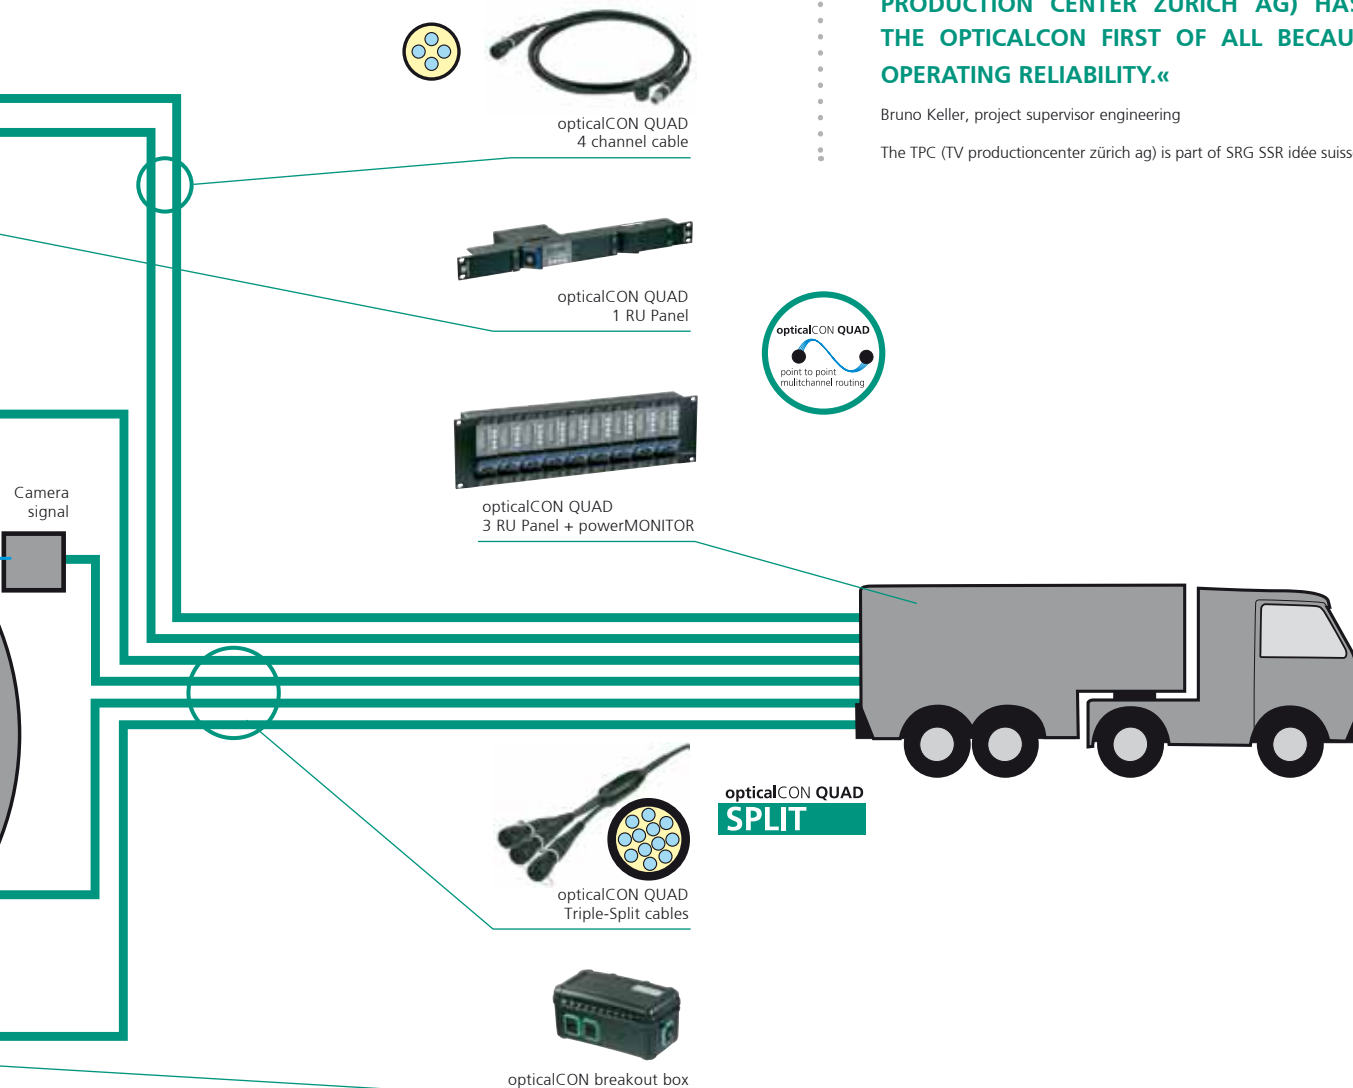 PRODUCTION CENTER ZÜRICH AG) HAS
THE OPTICALCON FIRST OF ALL BECAU
OPERATING RELIABILITY.«
Bruno Keller, project supervisor engineering
The TPC (TV productioncenter zürich ag) is part of SRG SSR idée suiss
opticalCON QUAD
4 channel cable
opticalCON QUAD
1 RU Panel
opticalCON QUAD
point to point
mulitchannel routing
opticalCON QUAD
3 RU Panel + powerMONITOR
Camera
signal
opticalCON QUAD
SPLIT
opticalCON QUAD
Triple-Split cables
opticalCON breakout box